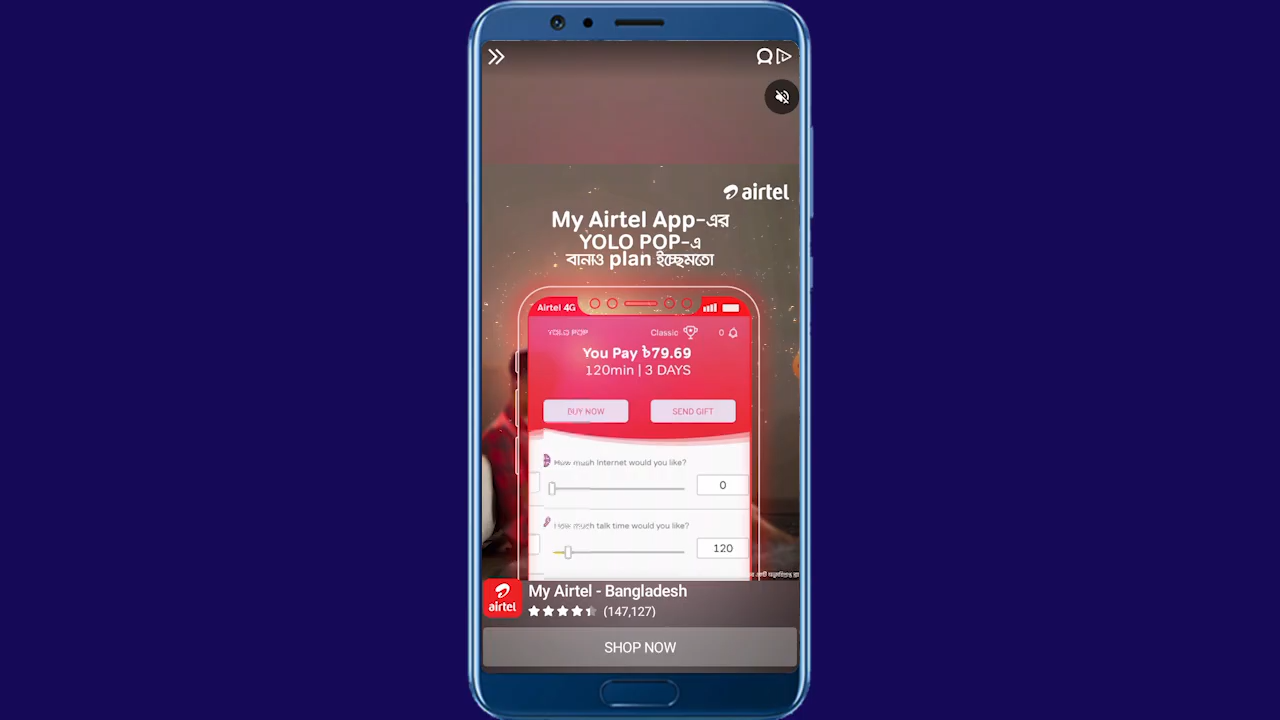 airtel
My Airtel App-এর
YOLO POP-এ
বানাও plan ইচ্ছেমতো
Airtel 4G
YOLO POP
Classic
0
You Pay ৳79.69
120min | 3 DAYS
BUY NOW
SEND GIFT
How much Internet would you like?
0
How much talk time would you like?
120
airtel
My Airtel - Bangladesh
(147,127)
SHOP NOW